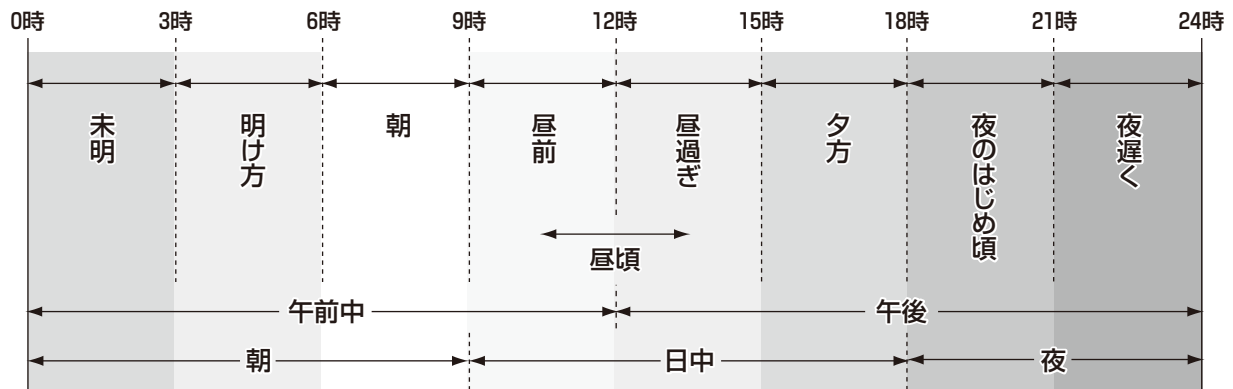 0時 3時 6時 9時 12時 15時 18時 21時 24時
未明
明け方
朝
昼前
昼過ぎ
夕方
夜のはじめ頃
夜遅く
昼頃
午前中 午後
朝 日中 夜